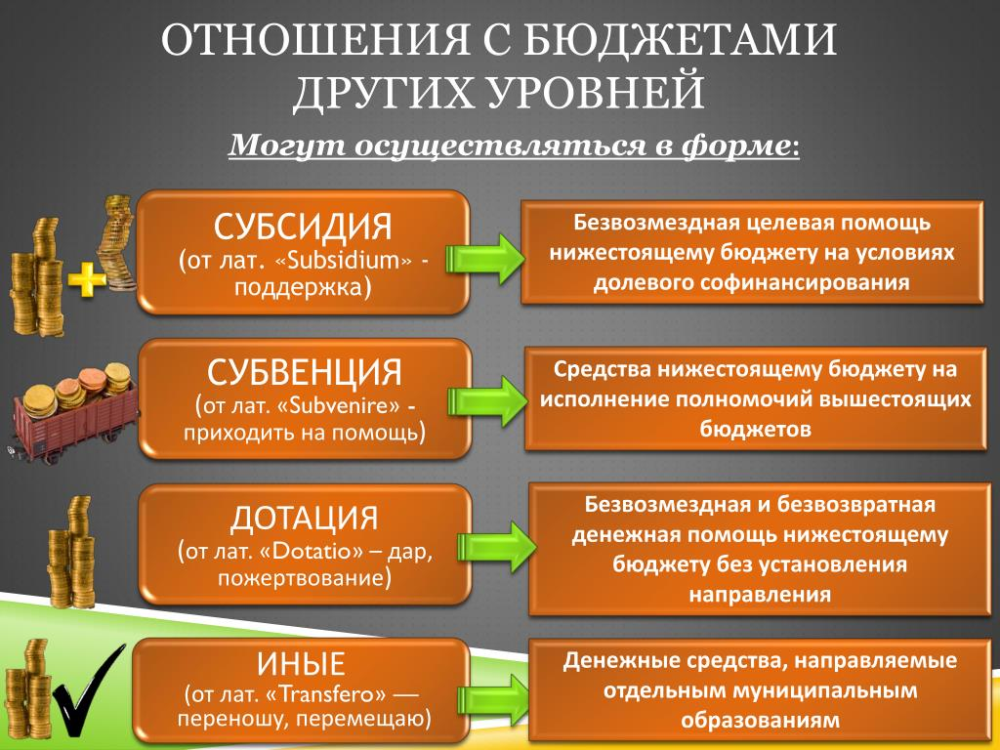 ОТНОШЕНИЯ С БЮДЖЕТАМИ
ДРУГИХ УРОВНЕЙ
Могут осуществляться в форме:
СУБСИДИЯ
(от лат. «Subsidium» -
поддержка)
Безвозмездная целевая помощь
нижестоящему бюджету на условиях
долевого софинансирования
СУБВЕНЦИЯ
(от лат. «Subvenire» -
приходить на помощь)
Средства нижестоящему бюджету на
исполнение полномочий вышестоящих
бюджетов
ДОТАЦИЯ
(от лат. «Dotatio» – дар,
пожертвование)
Безвозмездная и безвозвратная
денежная помощь нижестоящему
бюджету без установления
направления
ИНЫЕ
(от лат. «Transfero» —
переношу, перемещаю)
Денежные средства, направляемые
отдельным муниципальным
образованиям